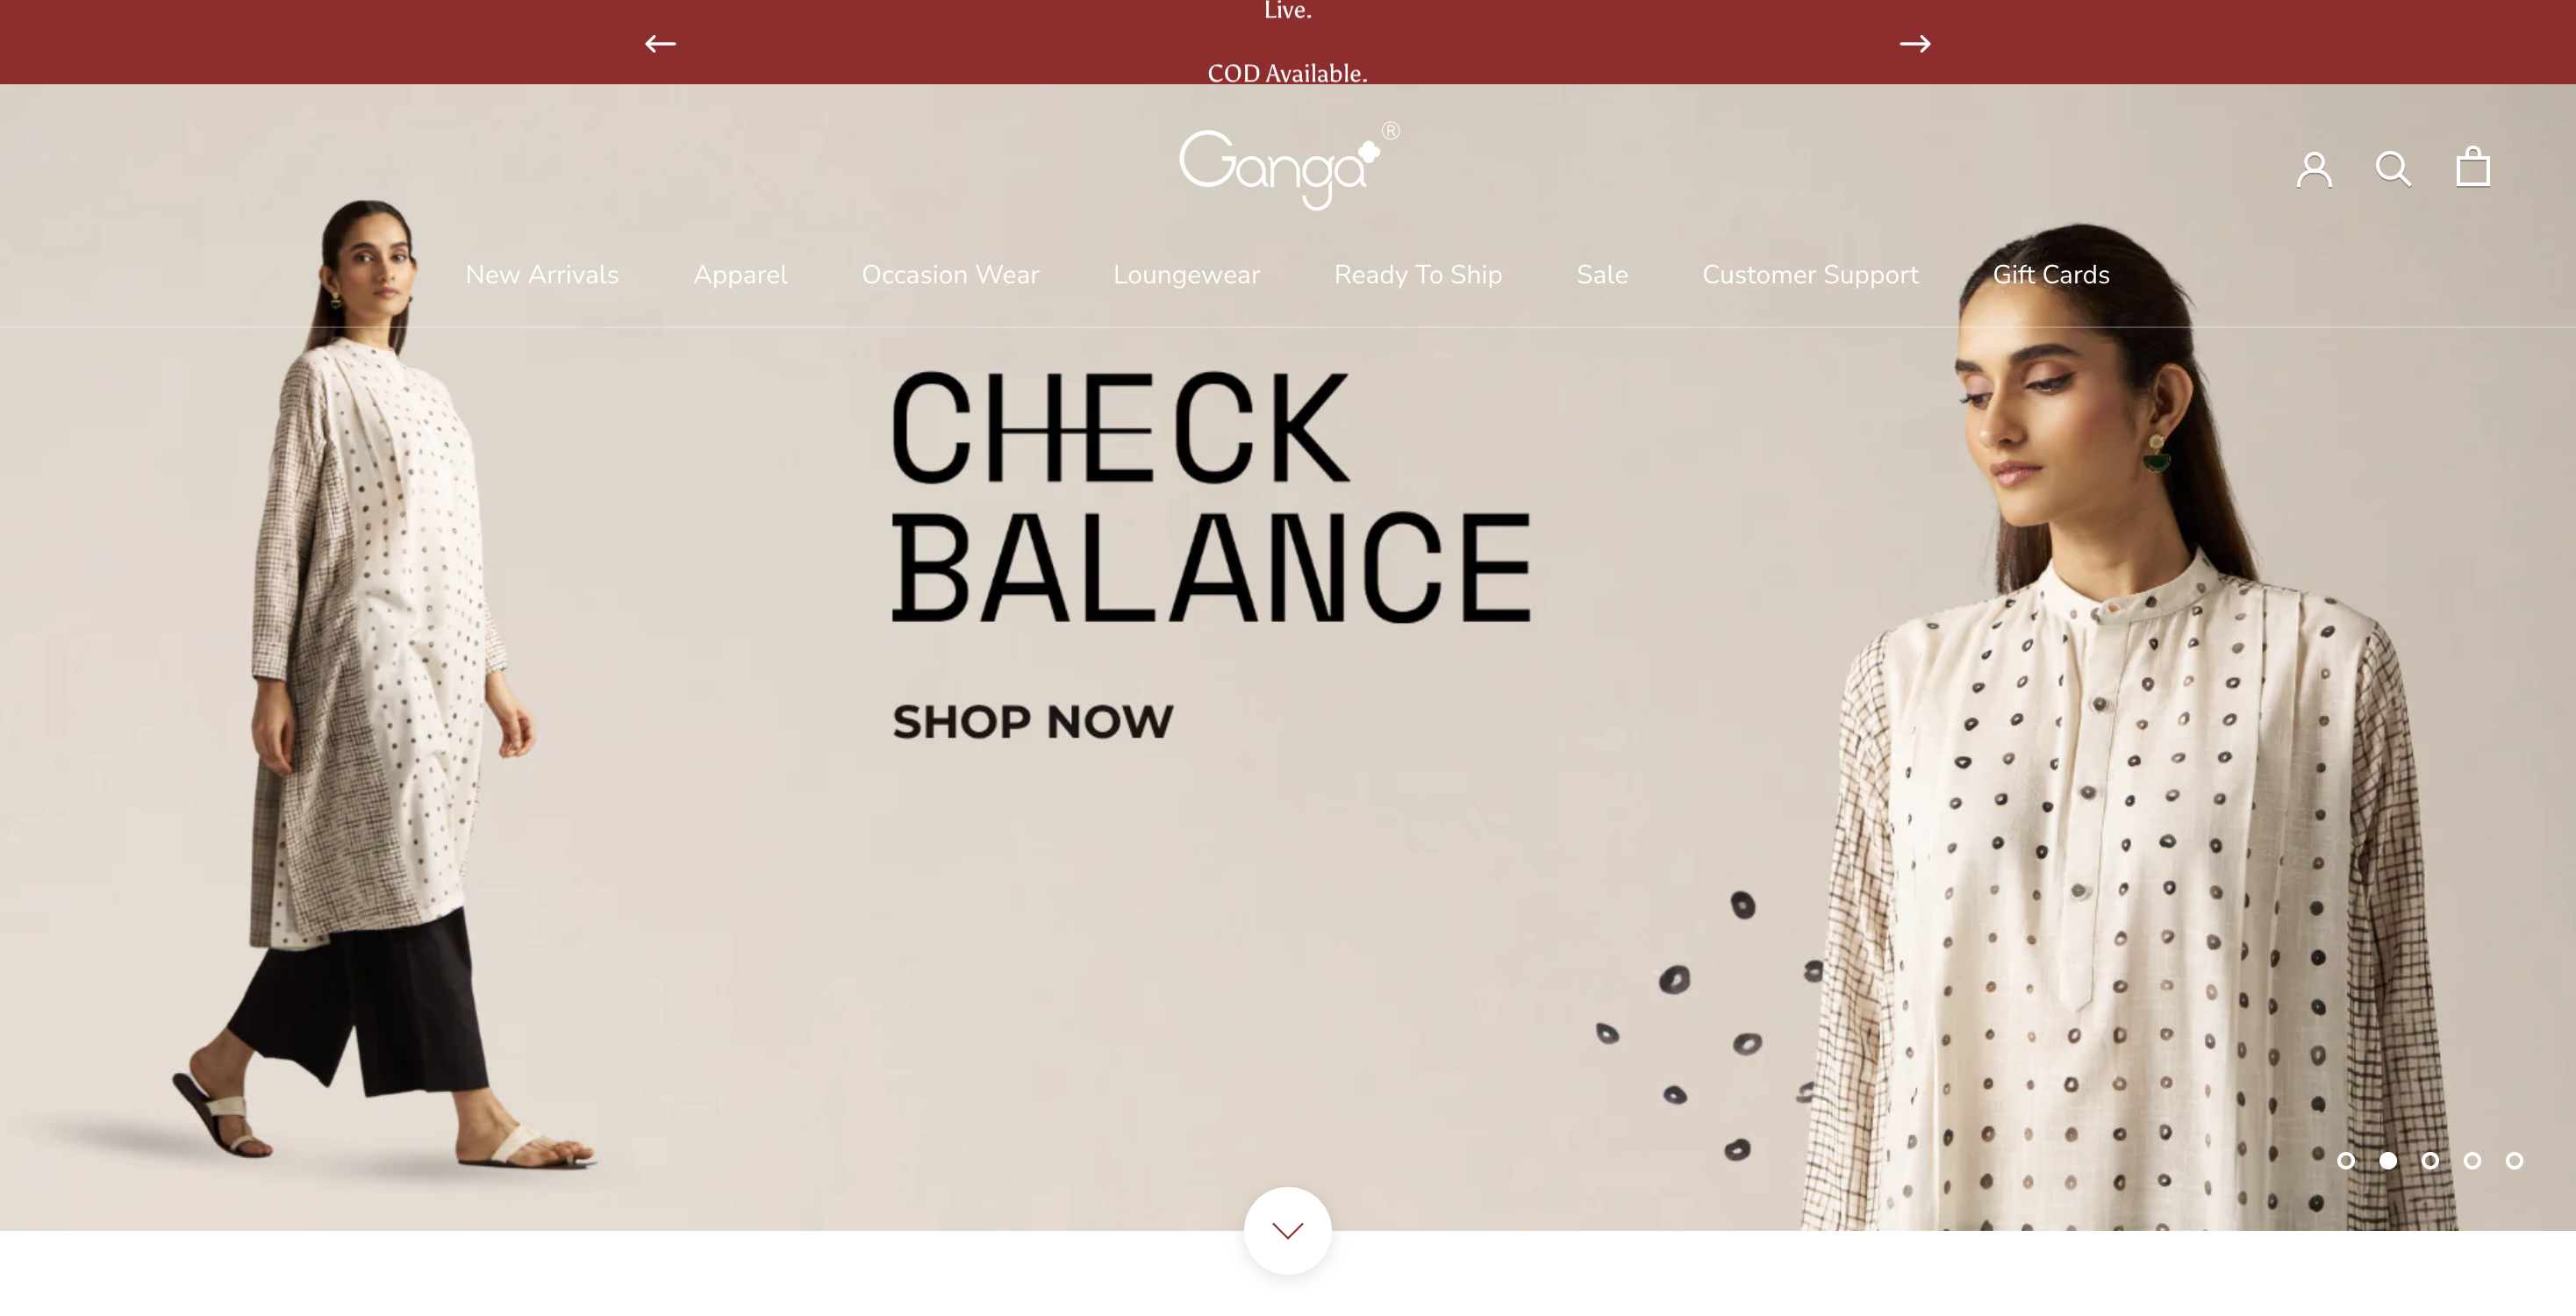 Live.
COD Available.
Ganga®
New Arrivals Apparel Occasion Wear Loungewear Ready To Ship Sale Customer Support Gift Cards
CHECK
BALANCE
SHOP NOW